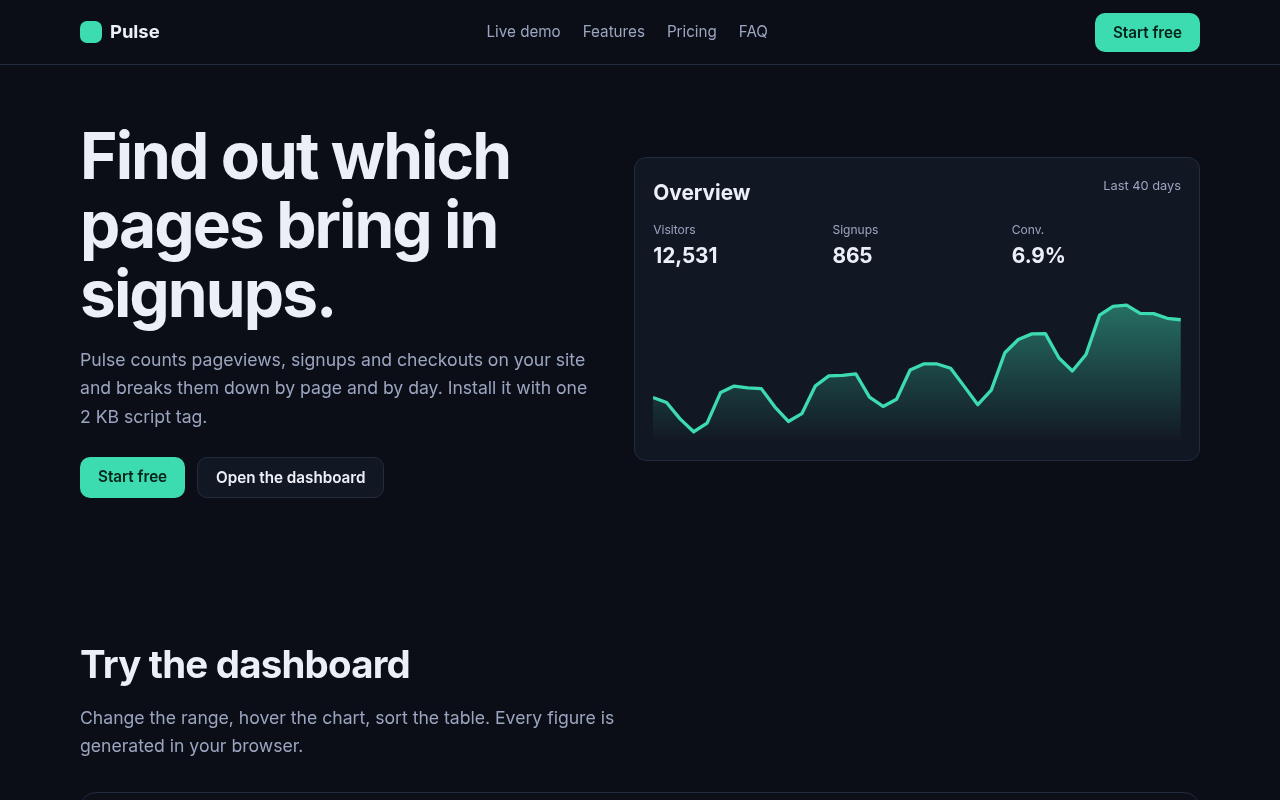 Pulse
Live demo
Features
Pricing
FAQ
Start free
Find out which
pages bring in
signups.
Pulse counts pageviews, signups and checkouts on your site
and breaks them down by page and by day. Install it with one
2 KB script tag.
Start free
Open the dashboard
Overview
Last 40 days
Visitors
12,531
Signups
865
Conv.
6.9%
Try the dashboard
Change the range, hover the chart, sort the table. Every figure is
generated in your browser.